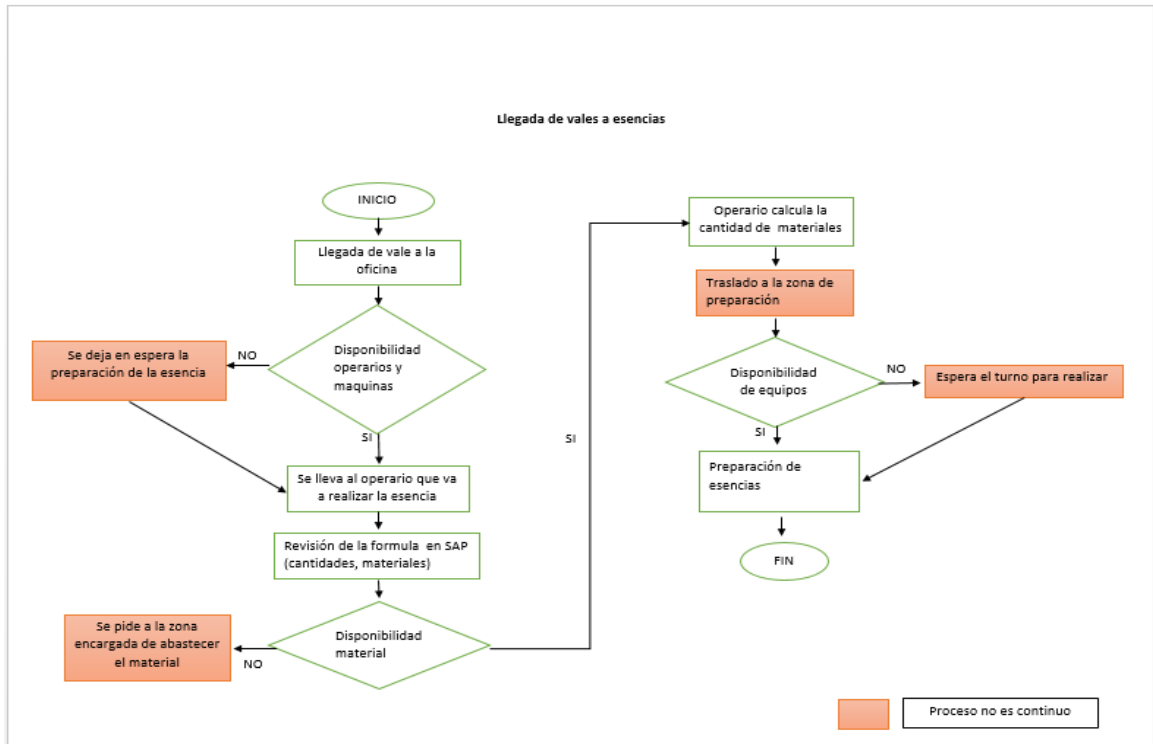 Llegada de vales a esencias
INICIO
Llegada de vale a la
oficina
Disponibilidad
operarios y
maquinas
NO
Se deja en espera la
preparación de la esencia
SI
Se lleva al operario que va
a realizar la esencia
Revisión de la formula en SAP
(cantidades, materiales)
Disponibilidad
material
NO
Se pide a la zona
encargada de abastecer
el material
SI
Operario calcula la
cantidad de materiales
Traslado a la zona de
preparación
Disponibilidad
de equipos
NO
Espera el turno para realizar
SI
Preparación de
esencias
FIN
Proceso no es continuo